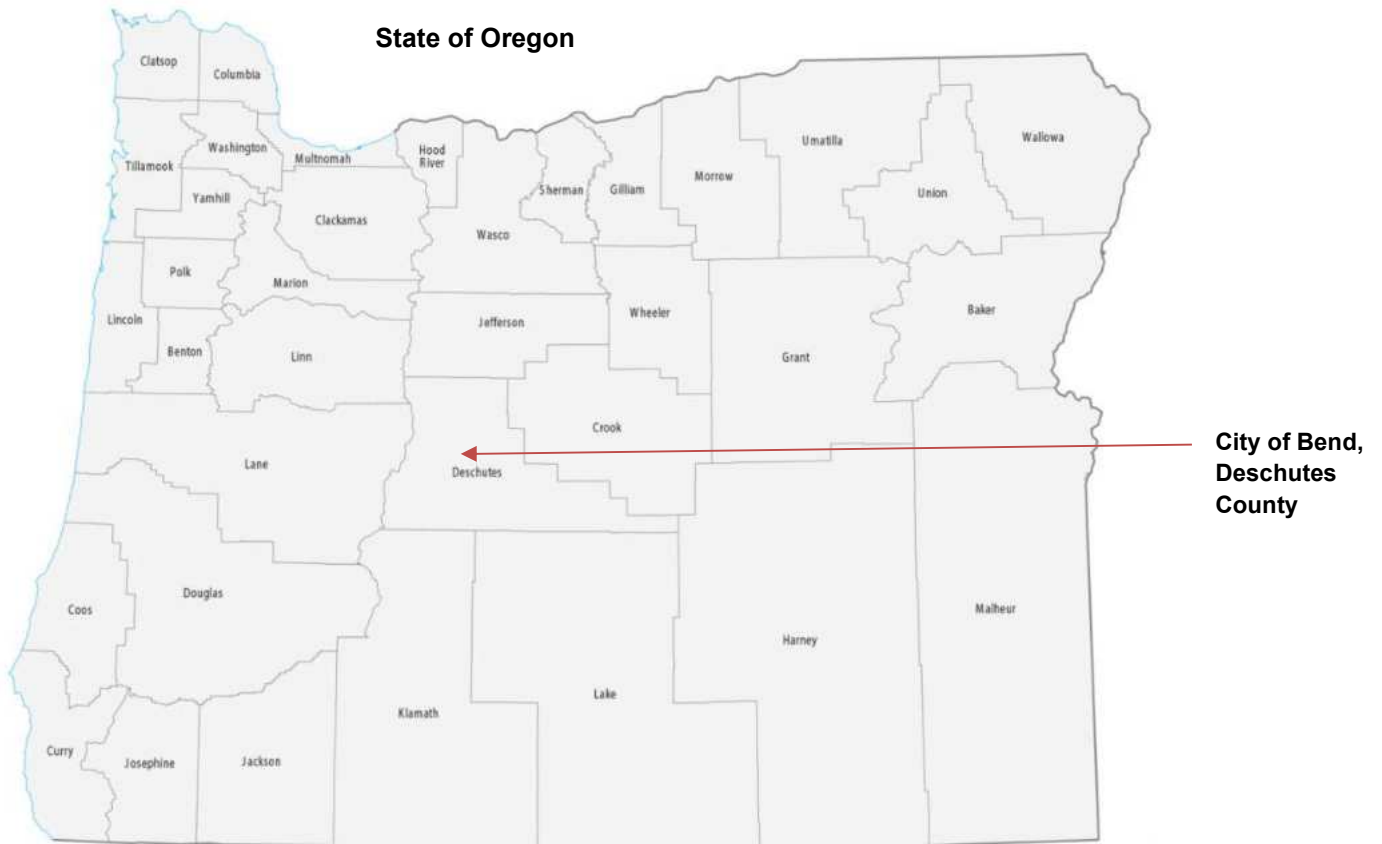 State of Oregon
Clatsop
Columbia
Washington
Multnomah
Hood
River
Tillamook
Yamhill
Clackamas
Wasco
Sherman
Gilliam
Morrow
Umatilla
Union
Wallowa
Polk
Marion
Lincoln
Benton
Linn
Jefferson
Wheeler
Grant
Baker
Lane
Deschutes
Crook
City of Bend,
Deschutes
County
Coos
Douglas
Klamath
Lake
Harney
Malheur
Curry
Josephine
Jackson